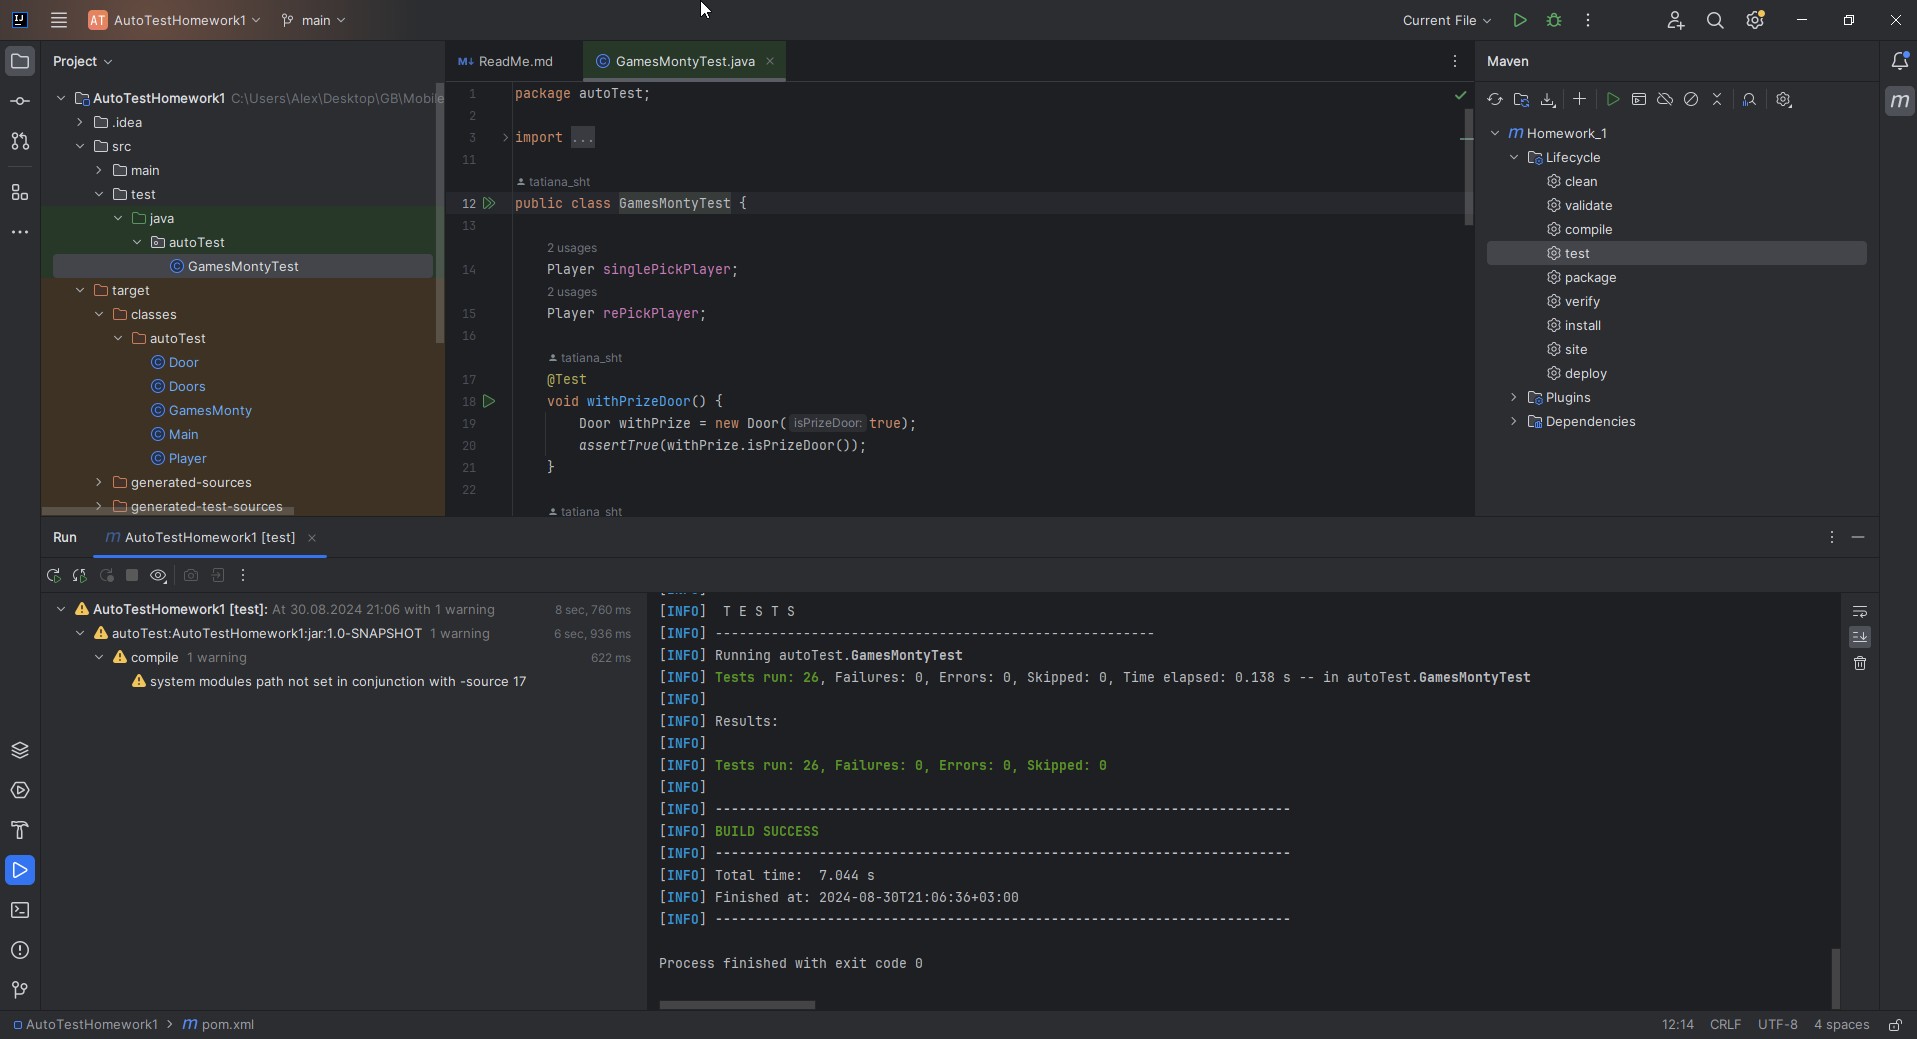 AT AutoTestHomework1 main Current File
Project
AutoTestHomework1 C:\Users\Alex\Desktop\GB\Mobile
.idea
src
main
test
java
autoTest
GamesMontyTest
target
classes
autoTest
Door
Doors
GamesMonty
Main
Player
generated-sources
generated-test-sources
M↓ ReadMe.md GamesMontyTest.java
1 package autoTest;
2
3 import ...
11
tatiana_sht
12 public class GamesMontyTest {
13
2 usages
14 Player singlePickPlayer;
2 usages
15 Player rePickPlayer;
16
tatiana_sht
17 @Test
18 void withPrizeDoor() {
19 Door withPrize = new Door( isPrizeDoor: true);
20 assertTrue(withPrize.isPrizeDoor());
21 }
22
tatiana_sht
Maven
m Homework_1
Lifecycle
clean
validate
compile
test
package
verify
install
site
deploy
Plugins
Dependencies
Run m AutoTestHomework1 [test]
AutoTestHomework1 [test]: At 30.08.2024 21:06 with 1 warning 8 sec, 760 ms
autoTest:AutoTestHomework1:jar:1.0-SNAPSHOT 1 warning 6 sec, 936 ms
compile 1 warning 622 ms
system modules path not set in conjunction with -source 17
[INFO] T E S T S
[INFO] -------------------------------------------------------
[INFO] Running autoTest.GamesMontyTest
[INFO] Tests run: 26, Failures: 0, Errors: 0, Skipped: 0, Time elapsed: 0.138 s -- in autoTest.GamesMontyTest
[INFO]
[INFO] Results:
[INFO]
[INFO] Tests run: 26, Failures: 0, Errors: 0, Skipped: 0
[INFO]
[INFO] ------------------------------------------------------------------------
[INFO] BUILD SUCCESS
[INFO] ------------------------------------------------------------------------
[INFO] Total time:  7.044 s
[INFO] Finished at: 2024-08-30T21:06:36+03:00
[INFO] ------------------------------------------------------------------------
Process finished with exit code 0
AutoTestHomework1 > m pom.xml
12:14 CRLF UTF-8 4 spaces